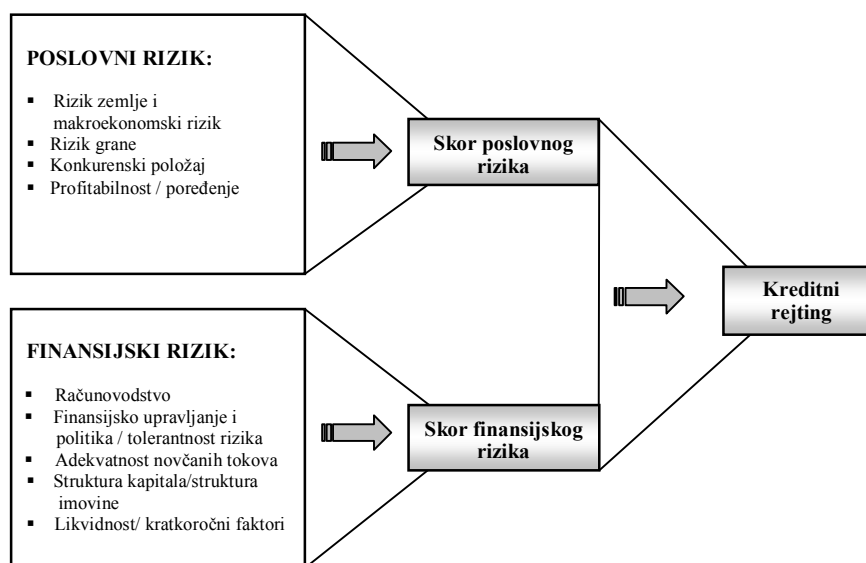 POSLOVNI RIZIK:
▪ Rizik zemlje i
makroekonomski rizik
▪ Rizik grane
▪ Konkurenski položaj
▪ Profitabilnost / poređenje
Skor poslovnog
rizika
Kreditni
rejting
FINANSIJSKI RIZIK:
▪ Računovodstvo
▪ Finansijsko upravljanje i
politika / tolerantnost rizika
▪ Adekvatnost novčanih tokova
▪ Struktura kapitala/struktura
imovine
▪ Likvidnost/ kratkoročni faktori
Skor finansijskog
rizika